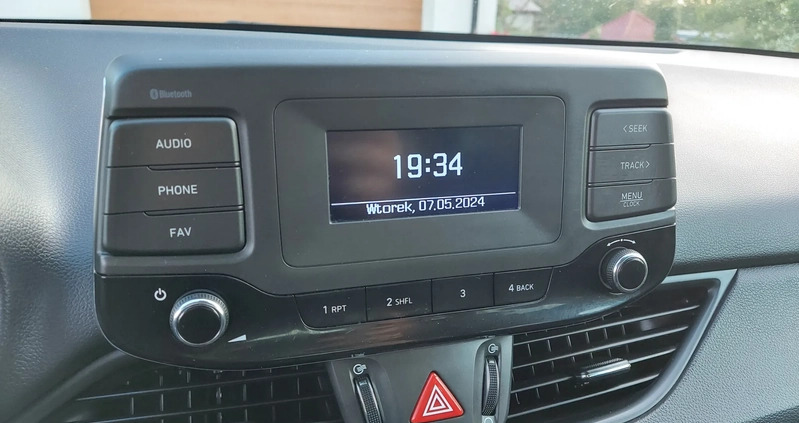 Bluetooth
AUDIO
PHONE
FAV
19:34
Wtorek, 07.05.2024
< SEEK
TRACK >
MENU
CLOCK
1 RPT
2 SHFL
3
4 BACK